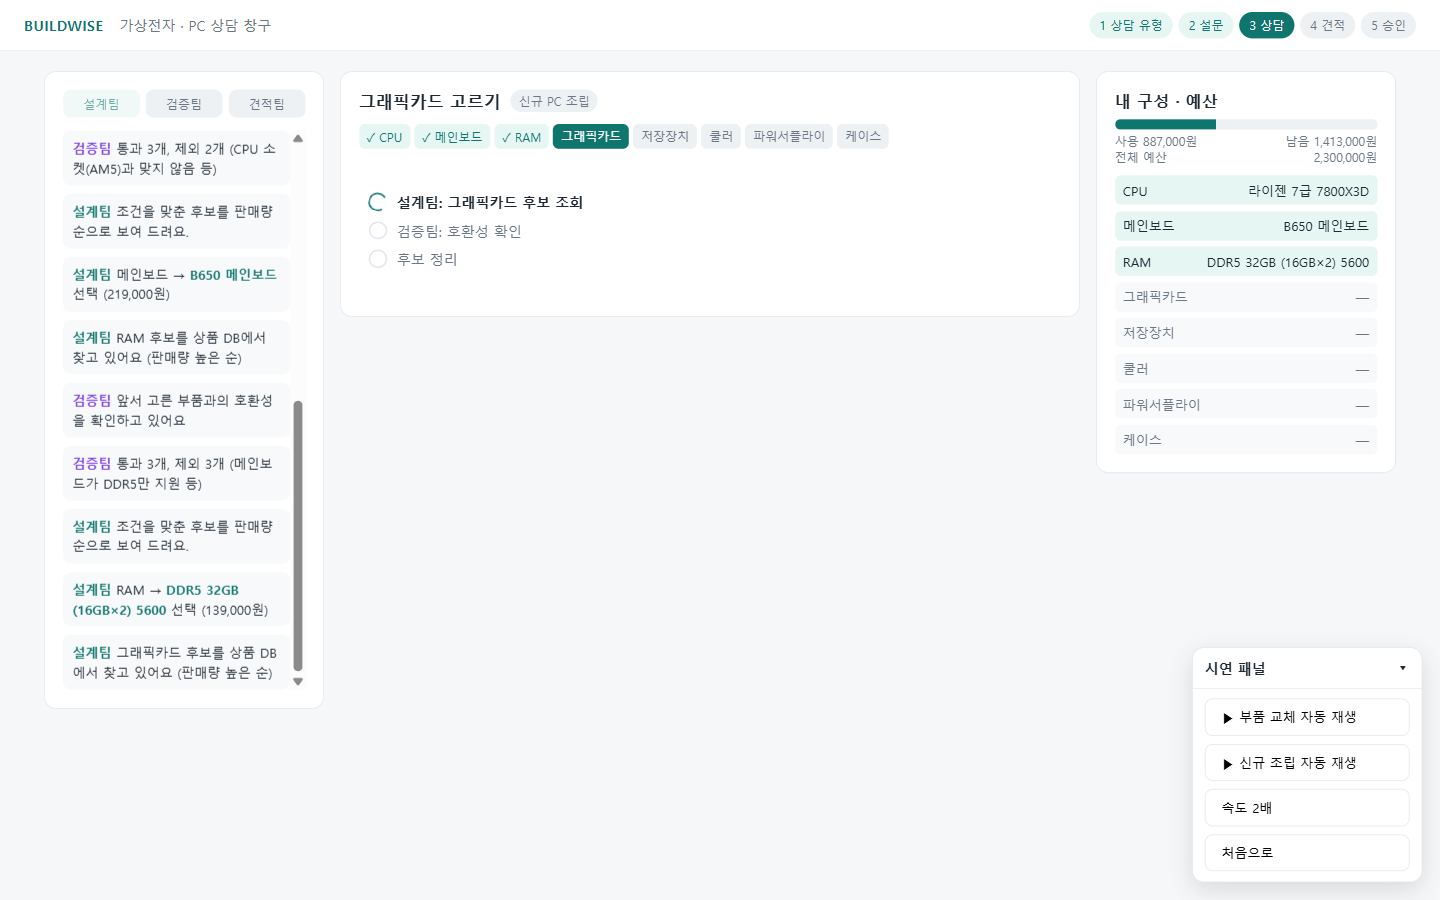 BUILDWISE 가상전자 · PC 상담 창구
1 상담 유형 2 설문 3 상담 4 견적 5 승인
설계팀 검증팀 견적팀
검증팀 통과 3개, 제외 2개 (CPU 소
켓(AM5)과 맞지 않음 등)
설계팀 조건을 맞춘 후보를 판매량
순으로 보여 드려요.
설계팀 메인보드 → B650 메인보드
선택 (219,000원)
설계팀 RAM 후보를 상품 DB에서
찾고 있어요 (판매량 높은 순)
검증팀 앞서 고른 부품과의 호환성
을 확인하고 있어요
검증팀 통과 3개, 제외 3개 (메인보
드가 DDR5만 지원 등)
설계팀 조건을 맞춘 후보를 판매량
순으로 보여 드려요.
설계팀 RAM → DDR5 32GB
(16GB×2) 5600 선택 (139,000원)
설계팀 그래픽카드 후보를 상품 DB
에서 찾고 있어요 (판매량 높은 순)
그래픽카드 고르기 신규 PC 조립
✓ CPU ✓ 메인보드 ✓ RAM 그래픽카드 저장장치 쿨러 파워서플라이 케이스
설계팀: 그래픽카드 후보 조회
검증팀: 호환성 확인
후보 정리
내 구성 · 예산
사용 887,000원 남음 1,413,000원
전체 예산 2,300,000원
CPU 라이젠 7급 7800X3D
메인보드 B650 메인보드
RAM DDR5 32GB (16GB×2) 5600
그래픽카드 —
저장장치 —
쿨러 —
파워서플라이 —
케이스 —
시연 패널 ▾
▶ 부품 교체 자동 재생
▶ 신규 조립 자동 재생
속도 2배
처음으로